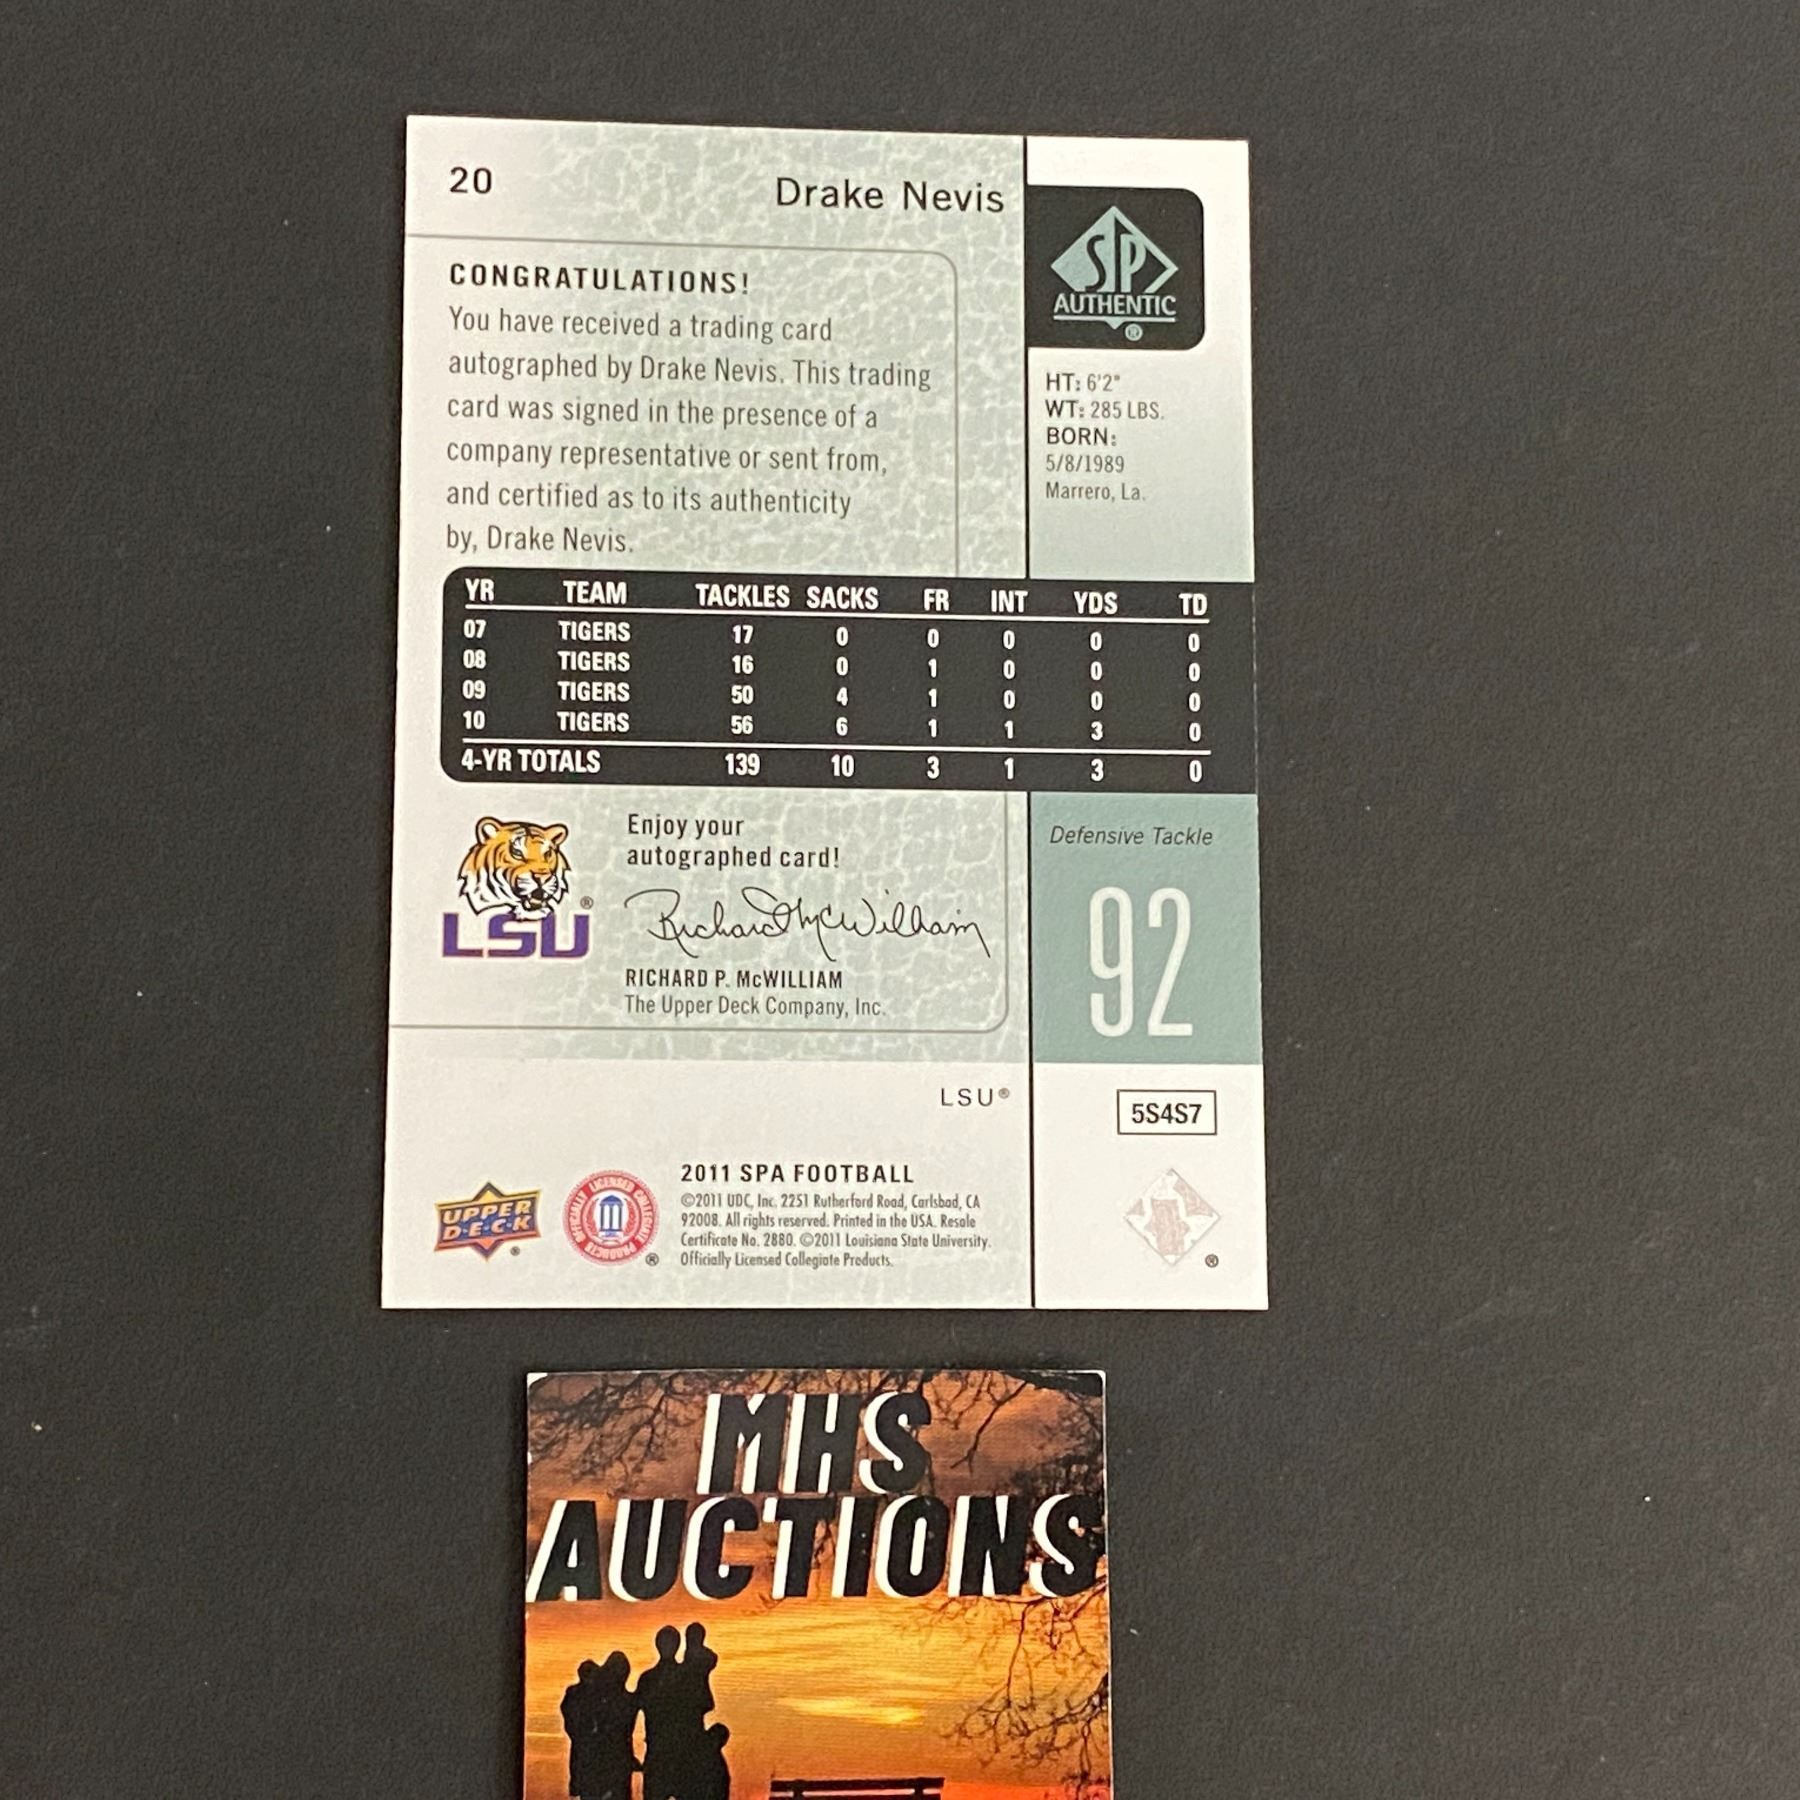 20
Drake Nevis
SP
AUTHENTIC
®
CONGRATULATIONS!
You have received a trading card
autographed by Drake Nevis. This trading
card was signed in the presence of a
company representative or sent from,
and certified as to its authenticity
by, Drake Nevis.
HT: 6'2"
WT: 285 LBS.
BORN:
5/8/1989
Marrero, La.
YR TEAM TACKLES SACKS FR INT YDS TD
07 TIGERS 17 0 0 0 0 0
08 TIGERS 16 0 1 0 0 0
09 TIGERS 50 4 1 0 0 0
10 TIGERS 56 6 1 1 3 0
4-YR TOTALS 139 10 3 1 3 0
LSU®
Enjoy your
autographed card!
Richard McWilliam
RICHARD P. McWILLIAM
The Upper Deck Company, Inc.
Defensive Tackle
92
LSU®
5S4S7
UPPER
D·E·C·K
®
OFFICIALLY LICENSED COLLEGIATE PRODUCTS
®
2011 SPA FOOTBALL
©2011 UDC, Inc. 2251 Rutherford Road, Carlsbad, CA
92008. All rights reserved. Printed in the USA. Resale
Certificate No. 2880. ©2011 Louisiana State University.
Officially Licensed Collegiate Products.
®
MHS
AUCTIONS